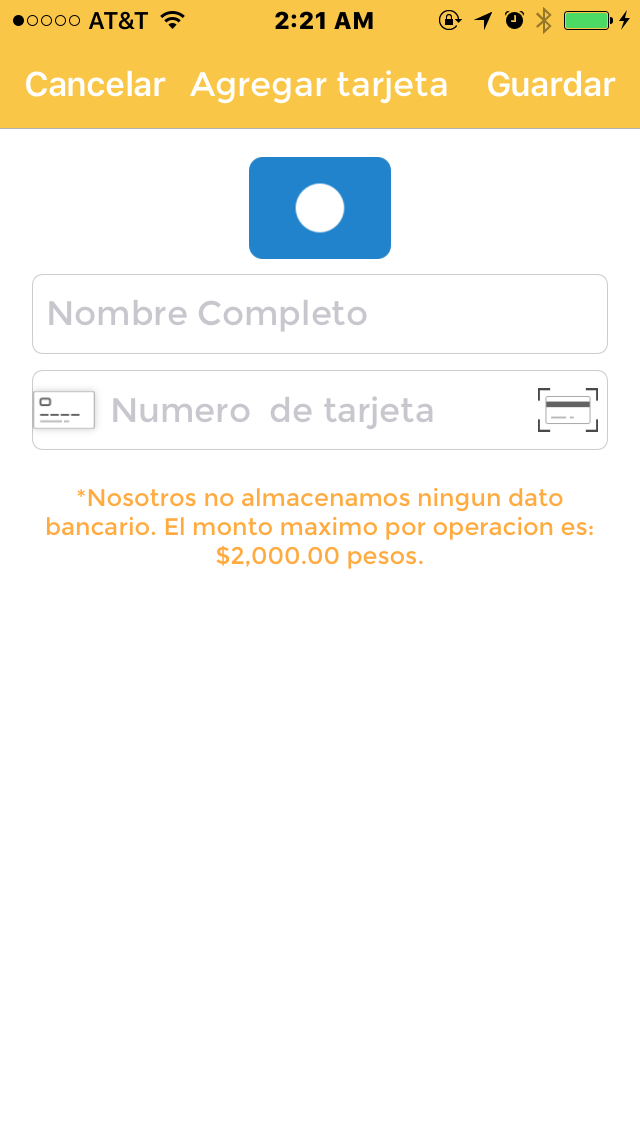 AT&T 2:21 AM
Cancelar Agregar tarjeta Guardar
Nombre Completo
Numero de tarjeta
*Nosotros no almacenamos ningun dato
bancario. El monto maximo por operacion es:
$2,000.00 pesos.